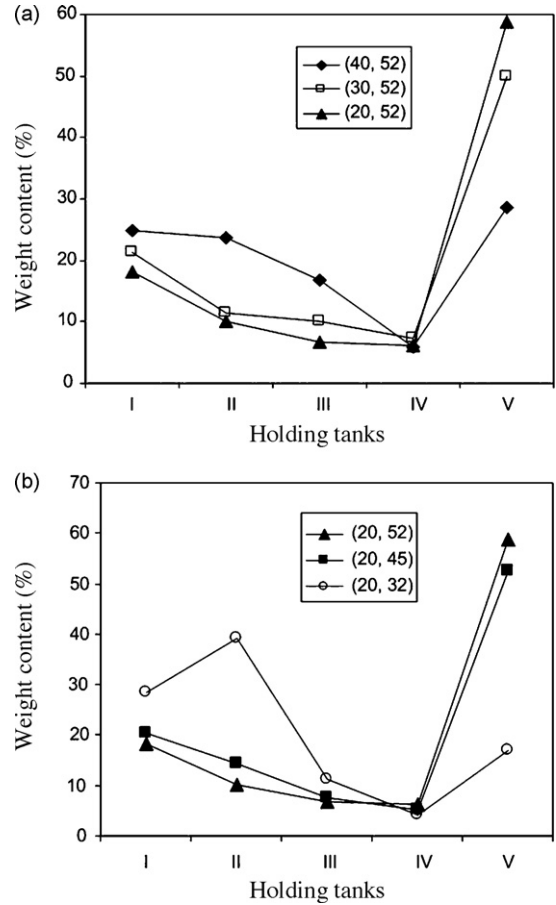 (a)
60
50
40
30
20
10
0
Weight content (%)
(40, 52)
(30, 52)
(20, 52)
I II III IV V
Holding tanks
(b)
70
60
50
40
30
20
10
0
Weight content (%)
(20, 52)
(20, 45)
(20, 32)
I II III IV V
Holding tanks